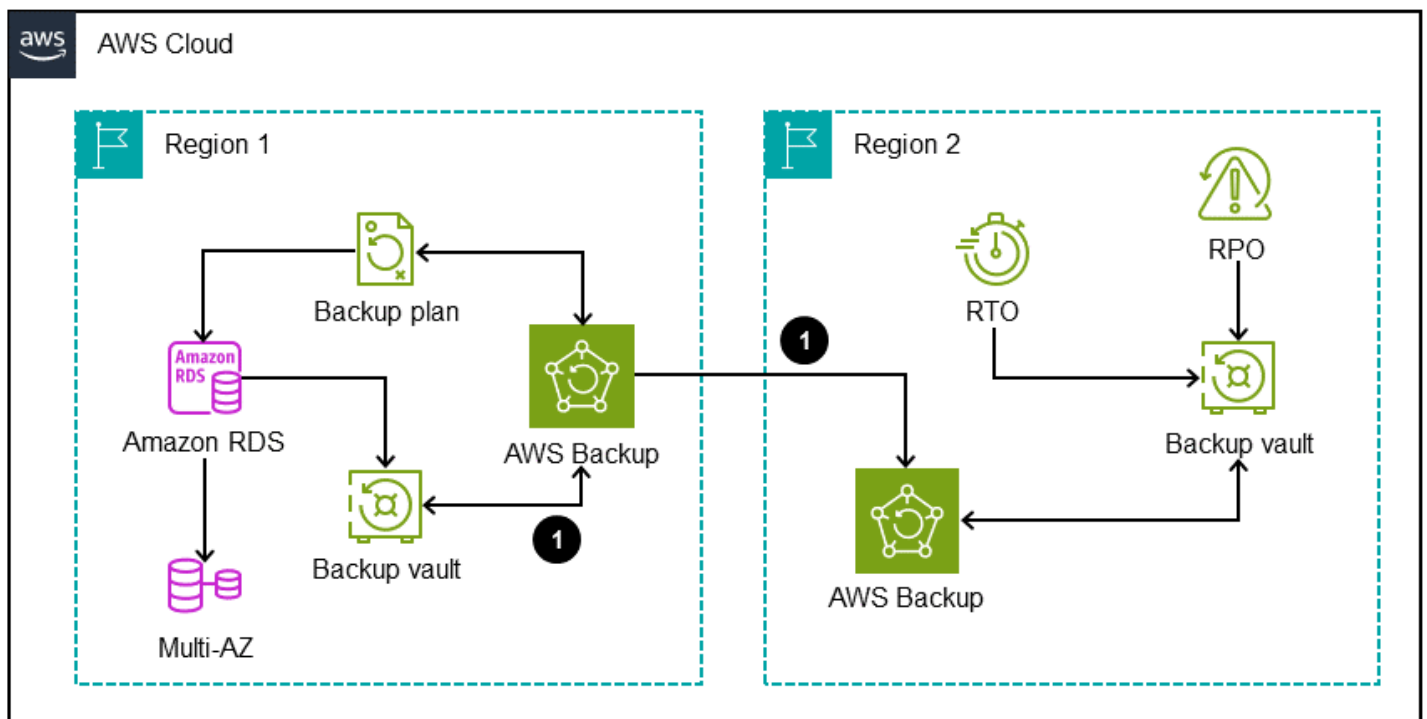 aws
AWS Cloud
Region 1
Region 2
RPO
Backup plan
RTO
1
Amazon
RDS
Amazon RDS
AWS Backup
Backup vault
1
Backup vault
AWS Backup
Multi-AZ